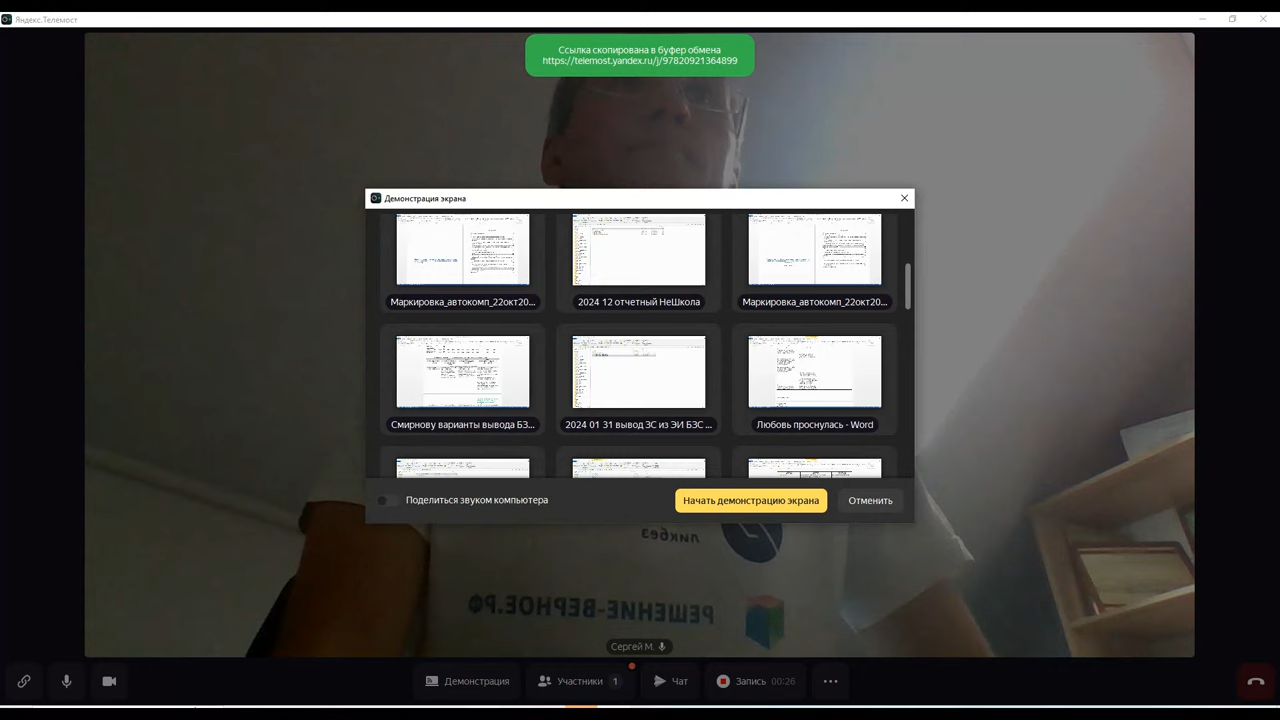 Яндекс.Телемост
Ссылка скопирована в буфер обмена
https://telemost.yandex.ru/j/97820921364899
Демонстрация экрана
Маркировка_автокомп_22окт20...
2024 12 отчетный НеШкола
Маркировка_автокомп_22окт20...
Смирнову варианты вывода БЗ...
2024 01 31 вывод ЗС из ЭИ БЗС ...
Любовь проснулась - Word
Поделиться звуком компьютера
Начать демонстрацию экрана
Отменить
ликбез
РЕШЕНИЕ-ВЕРНОЕ.РФ
Сергей М.
Демонстрация
Участники 1
Чат
Запись 00:26